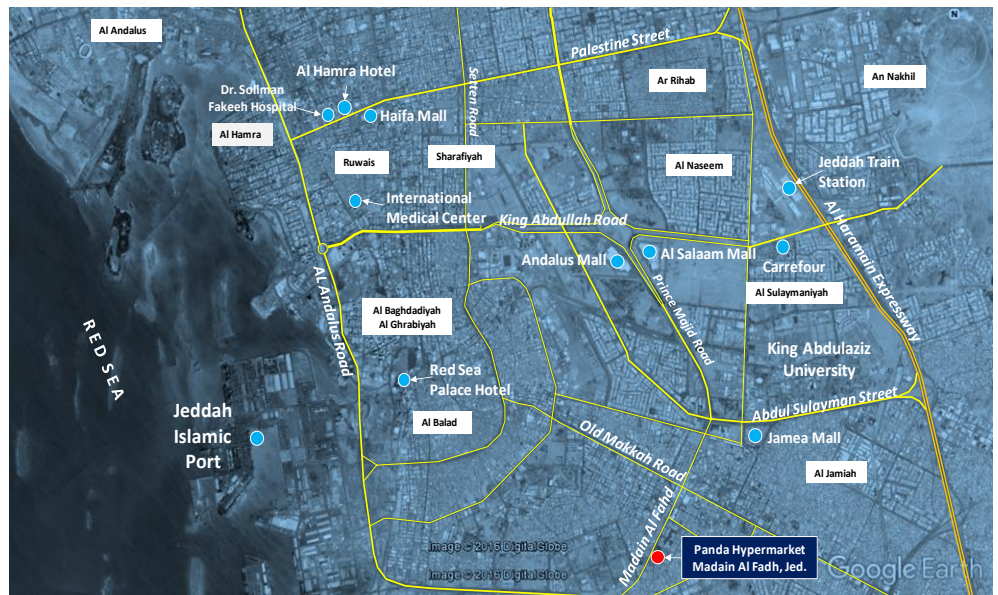 Al Andalus
N
Palestine Street
Al Hamra Hotel
Dr. Soliman
Fakeeh Hospital
Setten Road
Ar Rihab
An Nakhil
Haifa Mall
Al Hamra
Ruwais
Sharafiyah
Al Naseem
Jeddah Train
Station
International
Medical Center
King Abdullah Road
Al Haramain Expressway
Andalus Mall
Al Salaam Mall
Carrefour
AL Andalus Road
Prince Majid Road
Al Sulaymaniyah
Al Baghdadiyah
Al Ghrabiyah
RED SEA
King Abdulaziz
University
Red Sea
Palace Hotel
Abdul Sulayman Street
Jeddah
Islamic
Port
Al Balad
Old Makkah Road
Jamea Mall
Al Jamiah
Madain Al Fahd
Panda Hypermarket
Madain Al Fadh, Jed.
Image © 2016 DigitalGlobe
Image © 2016 DigitalGlobe
Google Earth